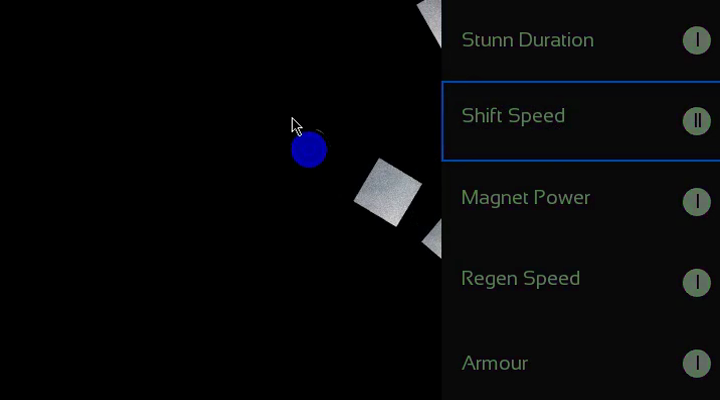 Stunn Duration I
Shift Speed II
Magnet Power I
Regen Speed I
Armour I